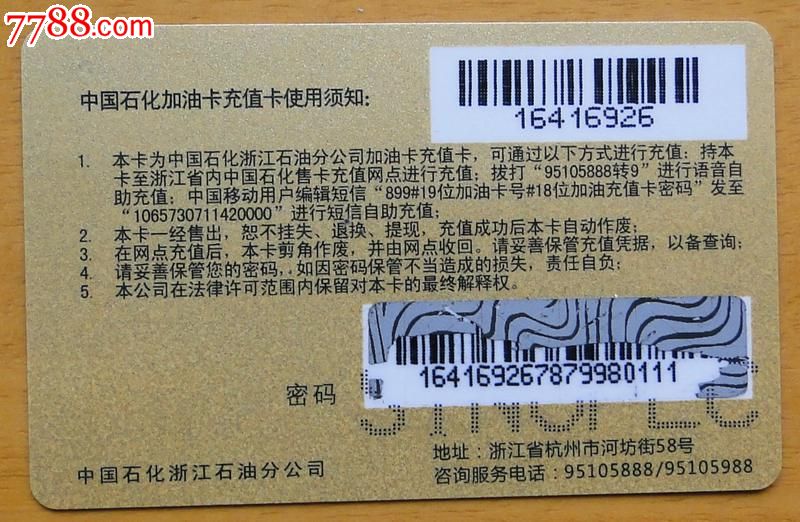 7788.com
16416926
中国石化加油卡充值卡使用须知：
1. 本卡为中国石化浙江石油分公司加油卡充值卡，可通过以下方式进行充值：持本
卡至浙江省内中国石化售卡充值网点进行充值；拨打“95105888转9”进行语音自
助充值；中国移动用户编辑短信“899#19位加油卡号#18位加油充值卡密码”发至
“1065730711420000”进行短信自助充值；
2. 本卡一经售出，恕不挂失、退换、提现，充值成功后本卡自动作废；
3. 在网点充值后，本卡剪角作废，并由网点收回。请妥善保管充值凭据，以备查询；
4. 请妥善保管您的密码，如因密码保管不当造成的损失，责任自负；
5. 本公司在法律许可范围内保留对本卡的最终解释权。
密码 164169267879980111
SINOPEC
地址：浙江省杭州市河坊街58号
中国石化浙江石油分公司 咨询服务电话：95105888/95105988